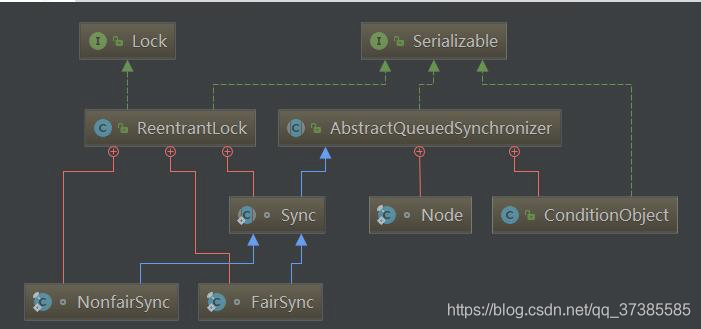 Lock
Serializable
ReentrantLock
AbstractQueuedSynchronizer
Sync
Node
ConditionObject
NonfairSync
FairSync
https://blog.csdn.net/qq_37385585